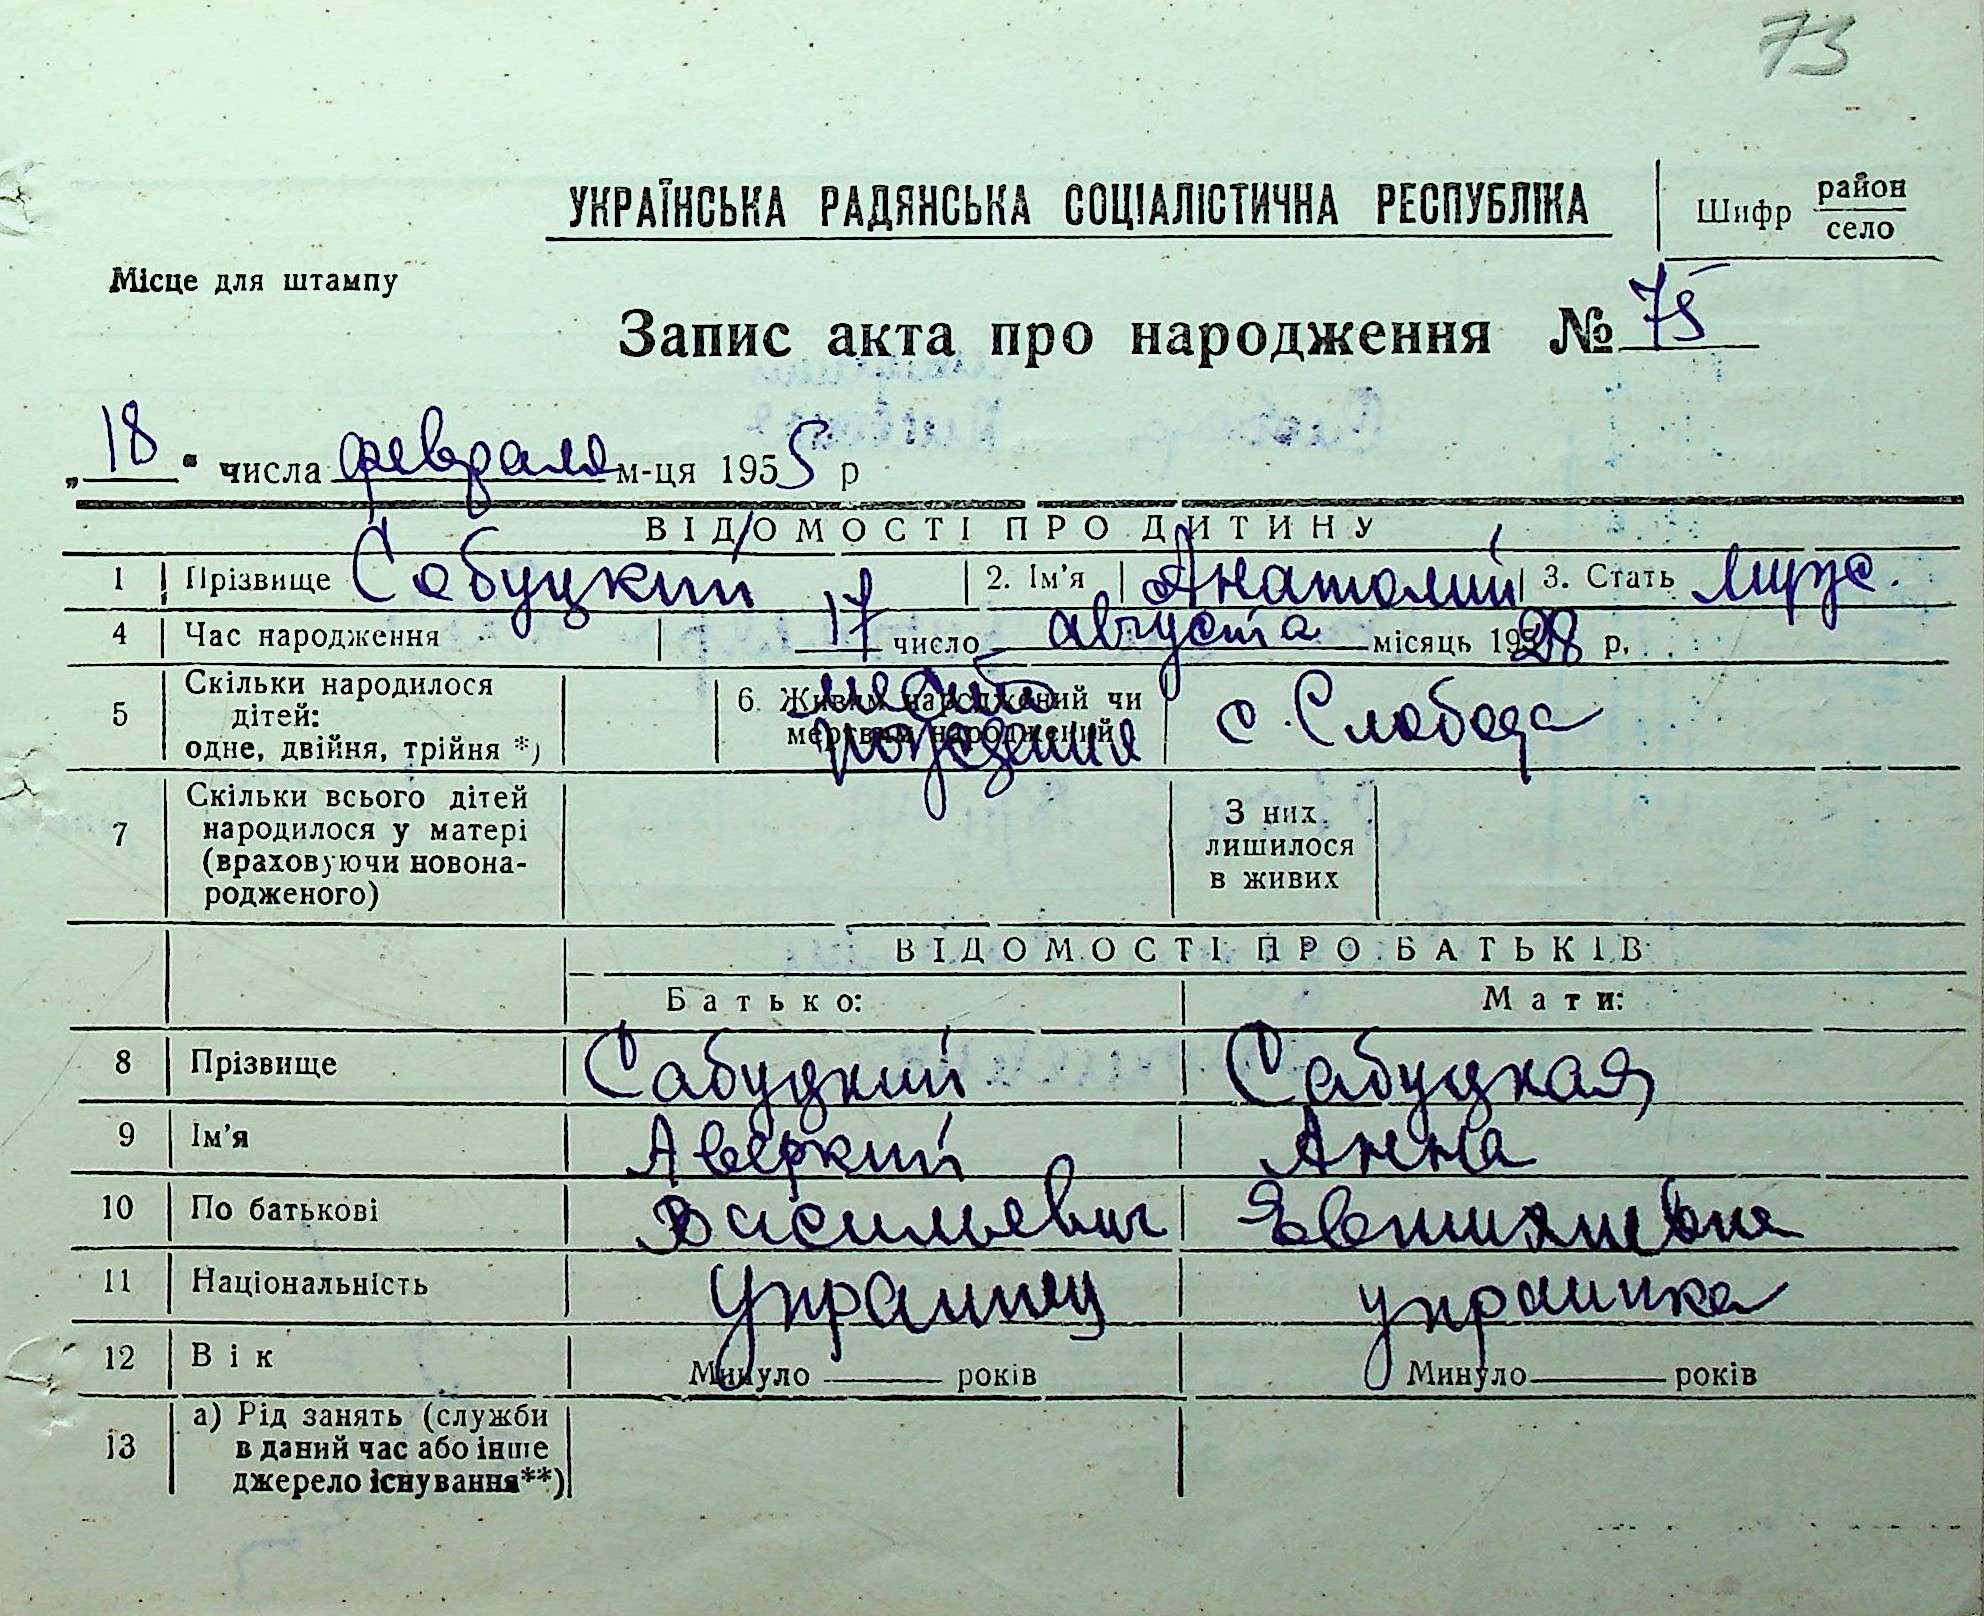 73
УКРАЇНСЬКА РАДЯНСЬКА СОЦІАЛІСТИЧНА РЕСПУБЛІКА
Шифр район
село
Місце для штампу
Запис акта про народження № 75
„18“ числа февраля м-ця 1955 р
ВІДОМОСТІ ПРО ДИТИНУ
1 Прізвище Сабуцкий 2. Ім’я Анатолий 3. Стать муж.
4 Час народження 17 число августа місяць 1928 р.
5 Скільки народилося
дітей:
одне, двійня, трійня *)
6. Живим народжений чи
мертвим народжений
место
рождения
с. Слобода
7 Скільки всього дітей
народилося у матері
(враховуючи новона-
родженого)
З них
лишилося
в живих
ВІДОМОСТІ ПРО БАТЬКІВ
Батько: Мати:
8 Прізвище Сабуцкий Сабуцкая
9 Ім’я Аверкий Анна
10 По батькові Васильевич
11 Національність украинец украинка
12 Вік Минуло років Минуло років
13 а) Рід занять (служби
в даний час або інше
джерело існування**)